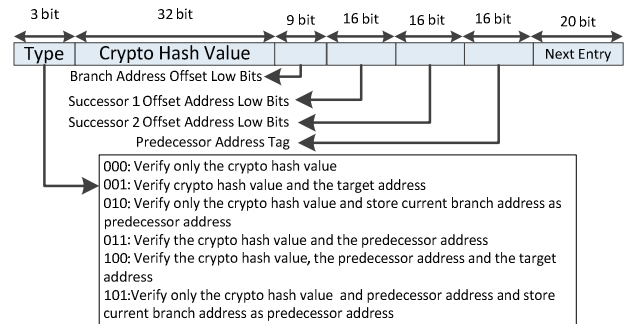 3 bit 32 bit 9 bit 16 bit 16 bit 16 bit 20 bit
Type Crypto Hash Value Next Entry
Branch Address Offset Low Bits
Successor 1 Offset Address Low Bits
Successor 2 Offset Address Low Bits
Predecessor Address Tag
000: Verify only the crypto hash value
001: Verify crypto hash value and the target address
010: Verify only the crypto hash value and store current branch address as
predecessor address
011: Verify the crypto hash value and the predecessor address
100: Verify the crypto hash value, the predecessor address and the target
address
101:Verify only the crypto hash value and predecessor address and store
current branch address as predecessor address